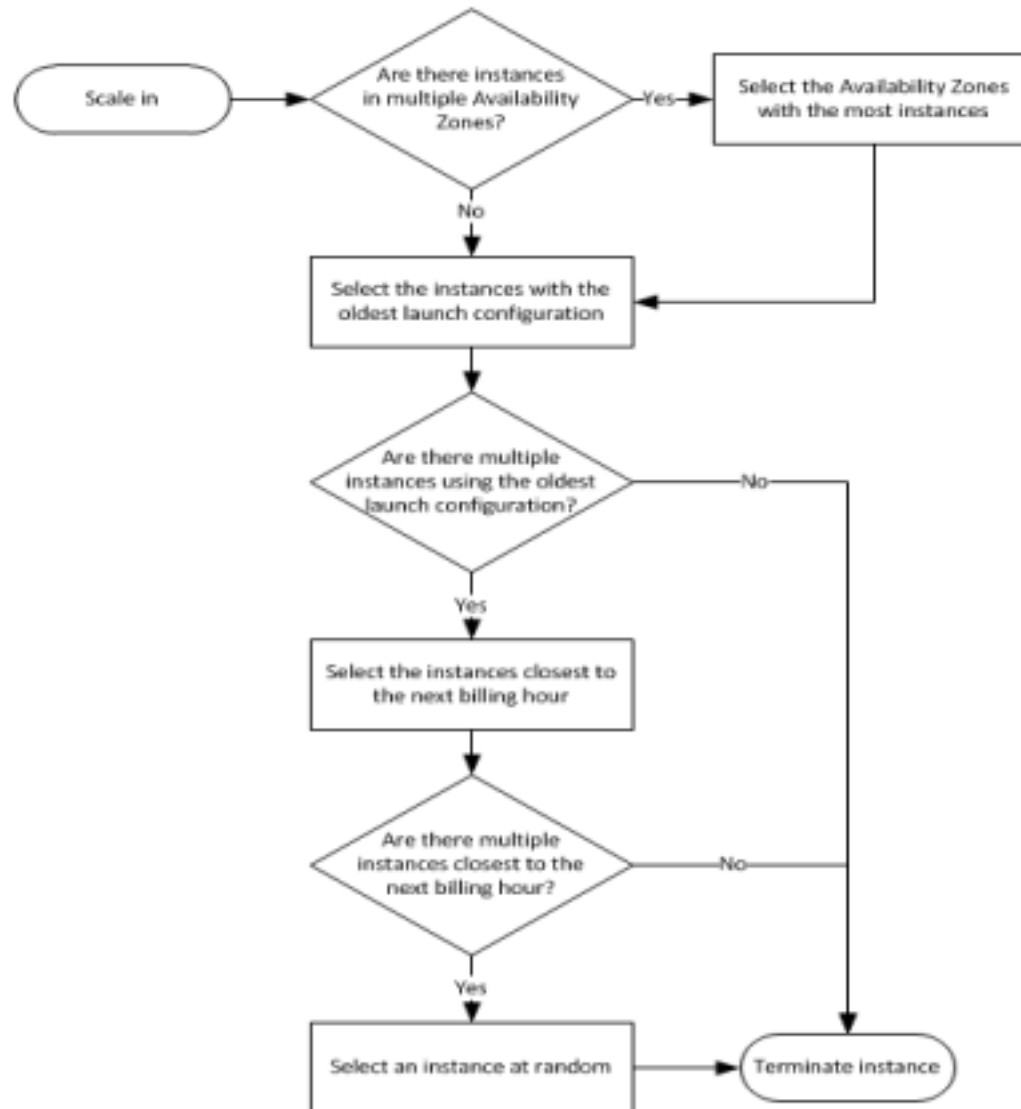 Scale in
Are there instances
in multiple Availability
Zones?
Yes
Select the Availability Zones
with the most instances
No
Select the instances with the
oldest launch configuration
Are there multiple
instances using the oldest
launch configuration?
No
Yes
Select the instances closest to
the next billing hour
Are there multiple
instances closest to the
next billing hour?
No
Yes
Select an instance at random
Terminate instance